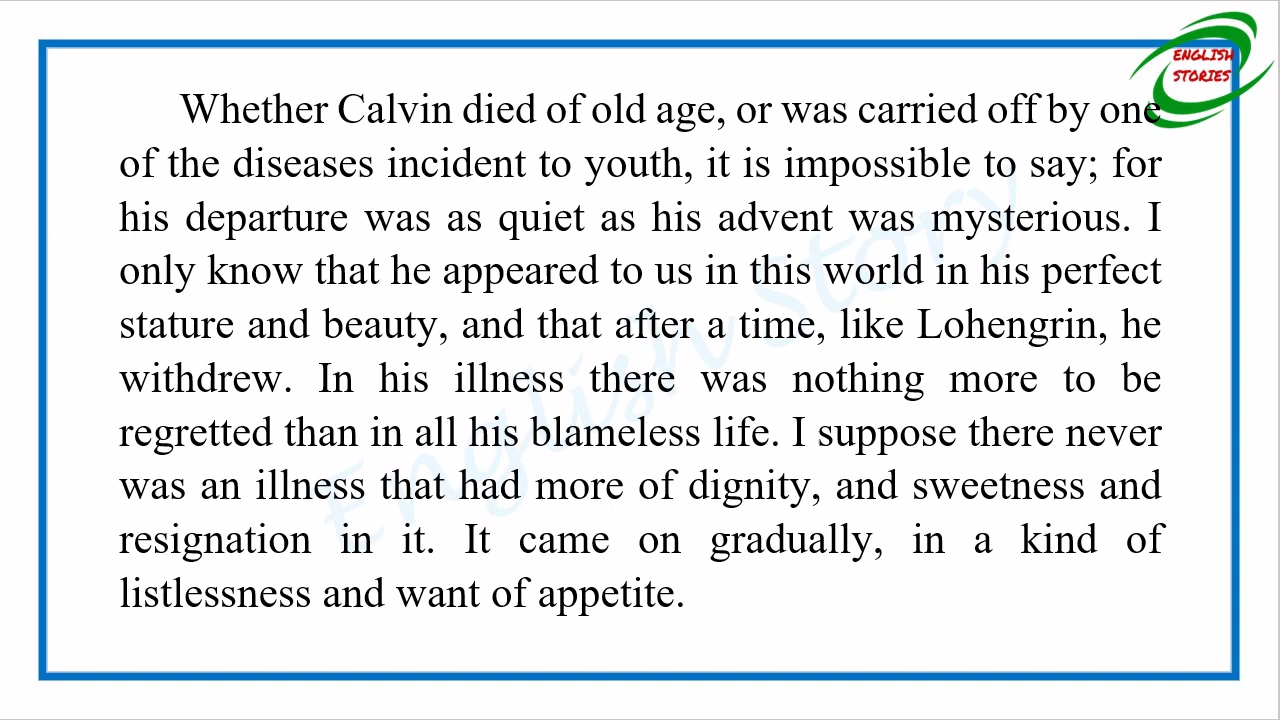 ENGLISH
STORIES
Whether Calvin died of old age, or was carried off by one
of the diseases incident to youth, it is impossible to say; for
his departure was as quiet as his advent was mysterious. I
only know that he appeared to us in this world in his perfect
stature and beauty, and that after a time, like Lohengrin, he
withdrew. In his illness there was nothing more to be
regretted than in all his blameless life. I suppose there never
was an illness that had more of dignity, and sweetness and
resignation in it. It came on gradually, in a kind of
listlessness and want of appetite.
English Story